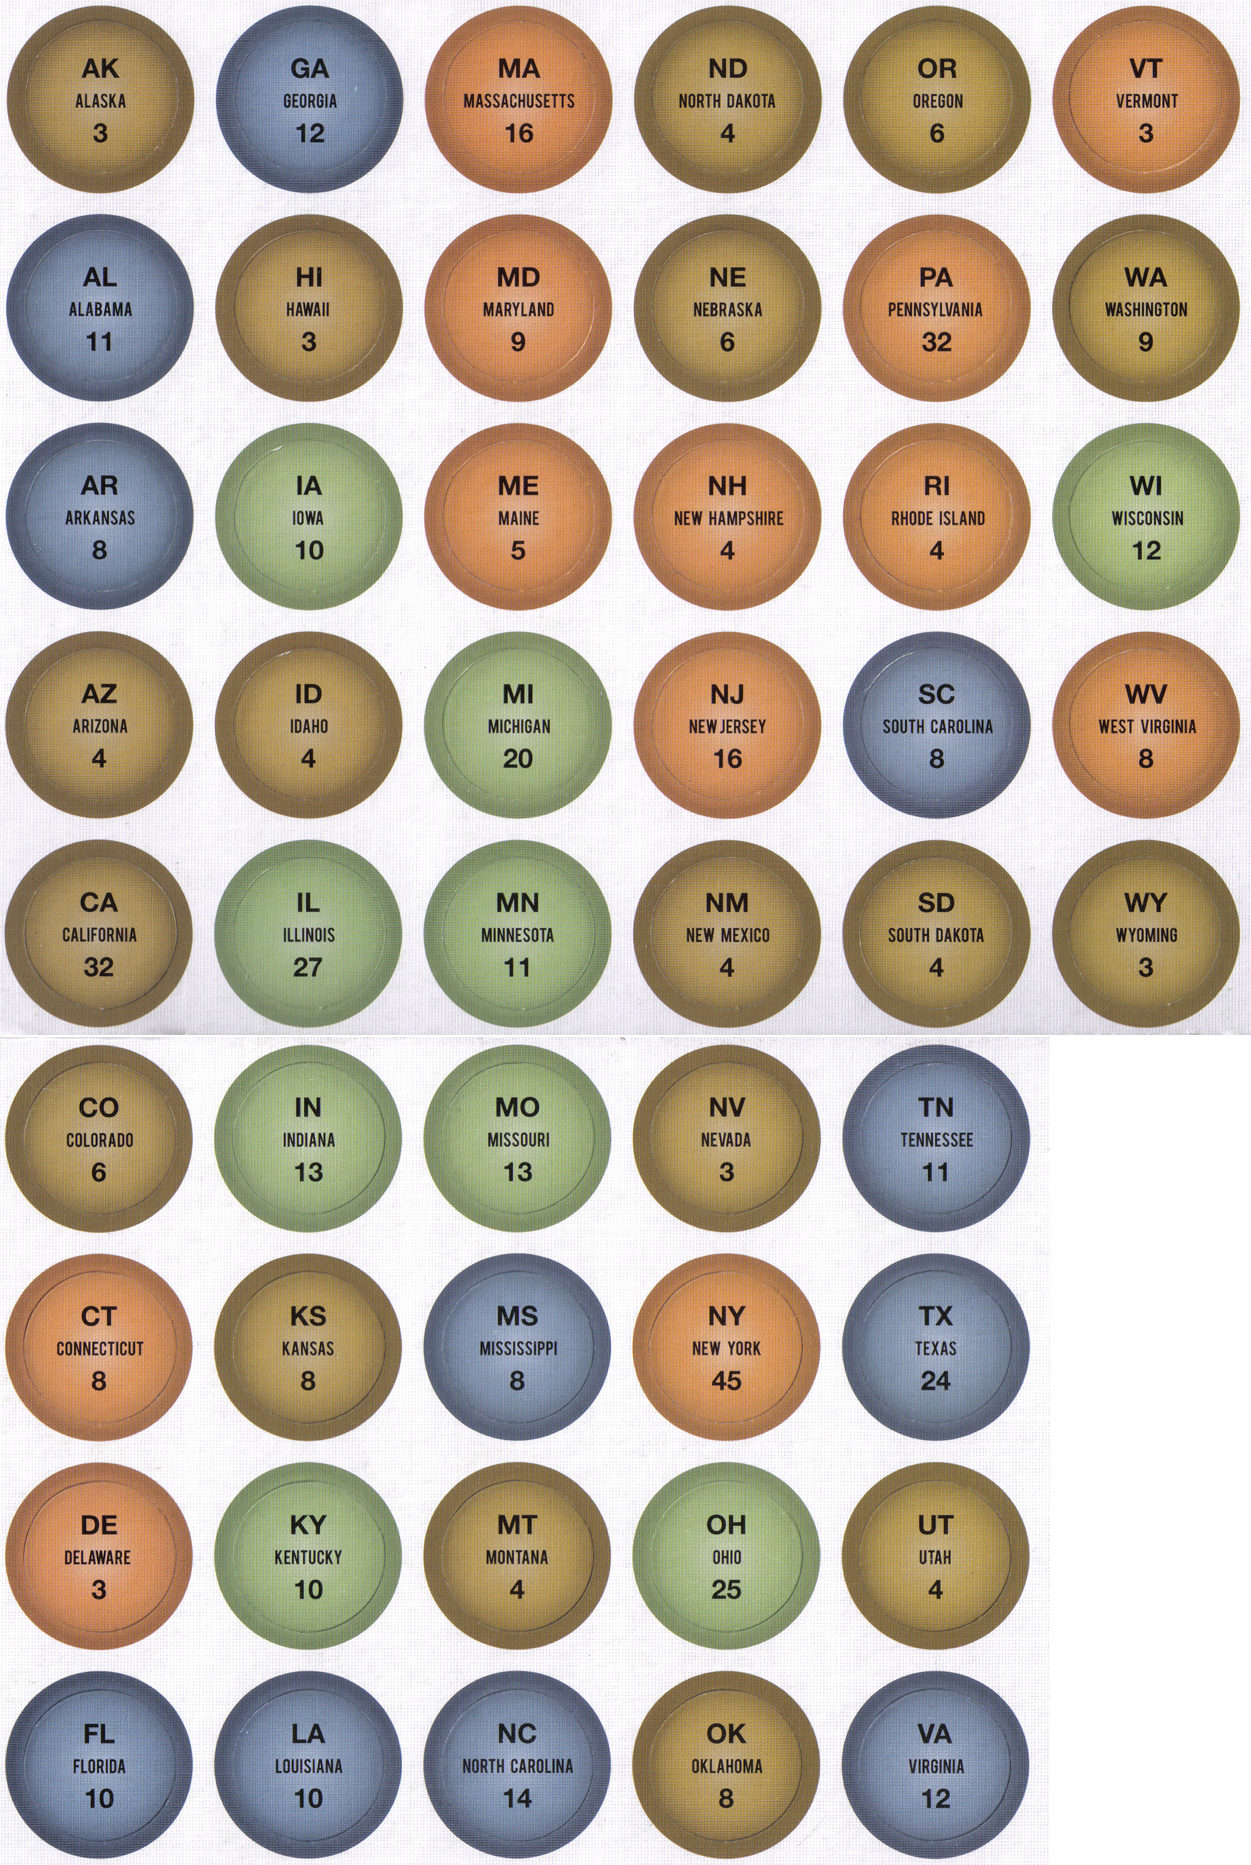 AK
ALASKA
3
GA
GEORGIA
12
MA
MASSACHUSETTS
16
ND
NORTH DAKOTA
4
OR
OREGON
6
VT
VERMONT
3
AL
ALABAMA
11
HI
HAWAII
3
MD
MARYLAND
9
NE
NEBRASKA
6
PA
PENNSYLVANIA
32
WA
WASHINGTON
9
AR
ARKANSAS
8
IA
IOWA
10
ME
MAINE
5
NH
NEW HAMPSHIRE
4
RI
RHODE ISLAND
4
WI
WISCONSIN
12
AZ
ARIZONA
4
ID
IDAHO
4
MI
MICHIGAN
20
NJ
NEW JERSEY
16
SC
SOUTH CAROLINA
8
WV
WEST VIRGINIA
8
CA
CALIFORNIA
32
IL
ILLINOIS
27
MN
MINNESOTA
11
NM
NEW MEXICO
4
SD
SOUTH DAKOTA
4
WY
WYOMING
3
CO
COLORADO
6
IN
INDIANA
13
MO
MISSOURI
13
NV
NEVADA
3
TN
TENNESSEE
11
CT
CONNECTICUT
8
KS
KANSAS
8
MS
MISSISSIPPI
8
NY
NEW YORK
45
TX
TEXAS
24
DE
DELAWARE
3
KY
KENTUCKY
10
MT
MONTANA
4
OH
OHIO
25
UT
UTAH
4
FL
FLORIDA
10
LA
LOUISIANA
10
NC
NORTH CAROLINA
14
OK
OKLAHOMA
8
VA
VIRGINIA
12